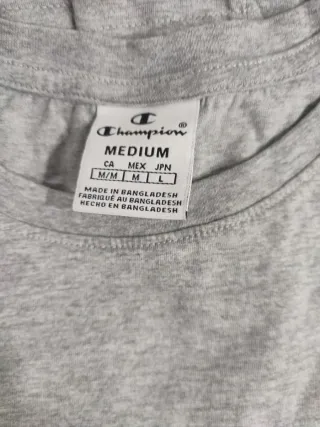 Champion®
MEDIUM
CA MEX JPN
M/M M L
MADE IN BANGLADESH
FABRIQUÉ AU BANGLADESH
HECHO EN BANGLADESH